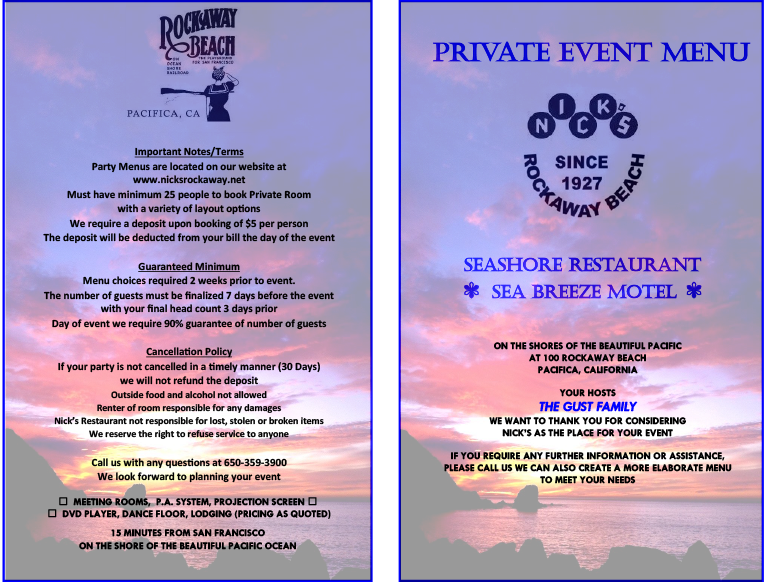 ROCKAWAY
BEACH
ON
OCEAN
SHORE
RAILROAD
THE PLAYGROUND
FOR SAN FRANCISCO
PACIFICA, CA
Important Notes/Terms
Party Menus are located on our website at
www.nicksrockaway.net
Must have minimum 25 people to book Private Room
with a variety of layout options
We require a deposit upon booking of $5 per person
The deposit will be deducted from your bill the day of the event
Guaranteed Minimum
Menu choices required 2 weeks prior to event.
The number of guests must be finalized 7 days before the event
with your final head count 3 days prior
Day of event we require 90% guarantee of number of guests
Cancellation Policy
If your party is not cancelled in a timely manner (30 Days)
we will not refund the deposit
Outside food and alcohol not allowed
Renter of room responsible for any damages
Nick's Restaurant not responsible for lost, stolen or broken items
We reserve the right to refuse service to anyone
Call us with any questions at 650-359-3900
We look forward to planning your event
☐ MEETING ROOMS, P.A. SYSTEM, PROJECTION SCREEN ☐
☐ DVD PLAYER, DANCE FLOOR, LODGING (PRICING AS QUOTED)
15 MINUTES FROM SAN FRANCISCO
ON THE SHORE OF THE BEAUTIFUL PACIFIC OCEAN
PRIVATE EVENT MENU
NICK'S
SINCE
1927
ROCKAWAY BEACH
SEASHORE RESTAURANT
✾ SEA BREEZE MOTEL ✾
ON THE SHORES OF THE BEAUTIFUL PACIFIC
AT 100 ROCKAWAY BEACH
PACIFICA, CALIFORNIA
YOUR HOSTS
THE GUST FAMILY
WE WANT TO THANK YOU FOR CONSIDERING
NICK'S AS THE PLACE FOR YOUR EVENT
IF YOU REQUIRE ANY FURTHER INFORMATION OR ASSISTANCE,
PLEASE CALL US WE CAN ALSO CREATE A MORE ELABORATE MENU
TO MEET YOUR NEEDS